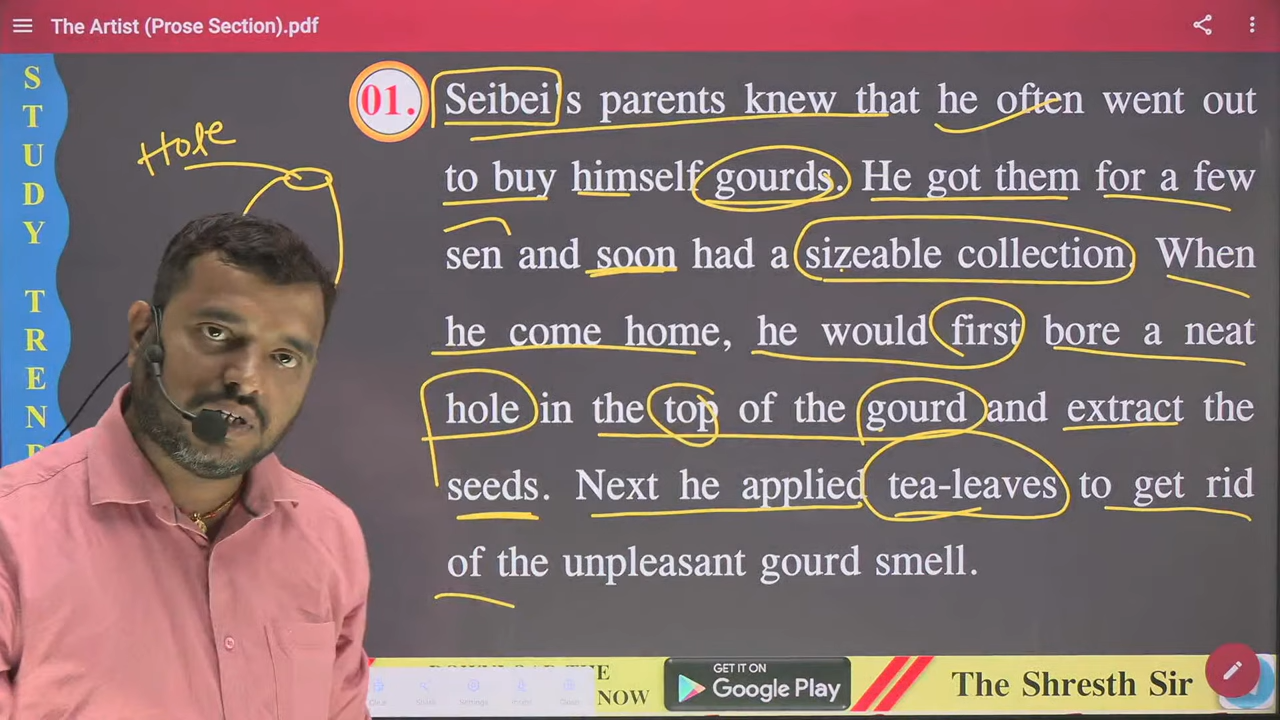 The Artist (Prose Section).pdf
STUDY TREN
Hole
01.
Seibei's parents knew that he often went out
to buy himself gourds. He got them for a few
sen and soon had a sizeable collection. When
he come home, he would first bore a neat
hole in the top of the gourd and extract the
seeds. Next he applied tea-leaves to get rid
of the unpleasant gourd smell.
NOW
GET IT ON
Google Play
The Shresth Sir